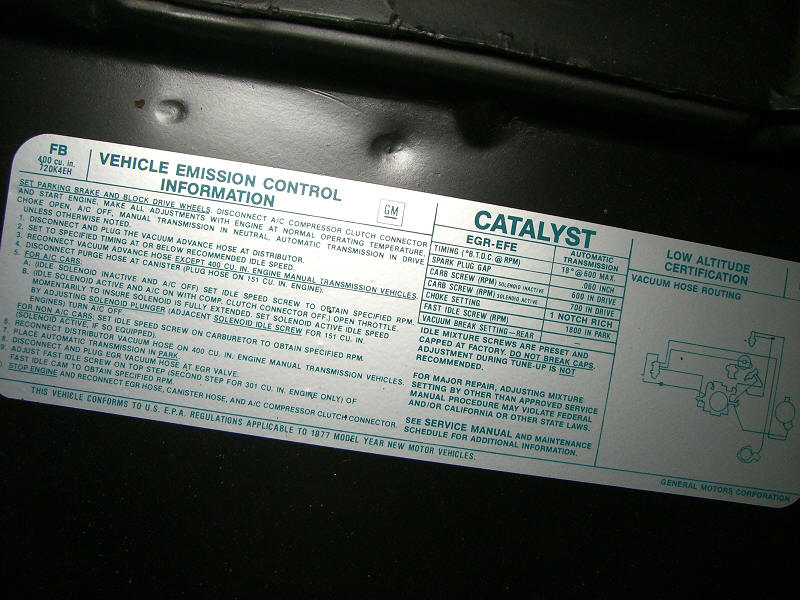 FB
400 cu. in.
720K4EH
VEHICLE EMISSION CONTROL
INFORMATION
GM
SET PARKING BRAKE AND BLOCK DRIVE WHEELS. DISCONNECT A/C COMPRESSOR CLUTCH CONNECTOR
AND START ENGINE, MAKE ALL ADJUSTMENTS WITH ENGINE AT NORMAL OPERATING TEMPERATURE,
CHOKE OPEN, A/C OFF, MANUAL TRANSMISSION IN NEUTRAL, AUTOMATIC TRANSMISSION IN DRIVE
UNLESS OTHERWISE NOTED.
1. DISCONNECT AND PLUG THE VACUUM ADVANCE HOSE AT DISTRIBUTOR.
2. SET TO SPECIFIED TIMING AT OR BELOW RECOMMENDED IDLE SPEED.
3. RECONNECT VACUUM ADVANCE HOSE EXCEPT 400 CU. IN. ENGINE MANUAL TRANSMISSION VEHICLES.
4. DISCONNECT PURGE HOSE AT CANISTER (PLUG HOSE ON 151 CU. IN. ENGINE).
5. FOR A/C CARS:
A. (IDLE SOLENOID INACTIVE AND A/C OFF) SET IDLE SPEED SCREW TO OBTAIN SPECIFIED RPM.
B. (IDLE SOLENOID ACTIVE AND A/C ON WITH COMP. CLUTCH CONNECTOR OFF.) OPEN THROTTLE
MOMENTARILY TO INSURE SOLENOID IS FULLY EXTENDED. SET SOLENOID ACTIVE IDLE SPEED
BY ADJUSTING SOLENOID PLUNGER (ADJACENT SOLENOID IDLE SCREW FOR 151 CU. IN.
ENGINES) TURN A/C OFF.
FOR NON A/C CARS: SET IDLE SPEED SCREW ON CARBURETOR TO OBTAIN SPECIFIED RPM.
(SOLENOID ACTIVE, IF SO EQUIPPED).
6. RECONNECT DISTRIBUTOR VACUUM HOSE ON 400 CU. IN. ENGINE MANUAL TRANSMISSION VEHICLES.
7. PLACE AUTOMATIC TRANSMISSION IN PARK.
8. DISCONNECT AND PLUG EGR VACUUM HOSE AT EGR VALVE.
9. ADJUST FAST IDLE SCREW ON TOP STEP (SECOND STEP FOR 301 CU. IN. ENGINE ONLY) OF
FAST IDLE CAM TO OBTAIN SPECIFIED RPM.
STOP ENGINE AND RECONNECT EGR HOSE, CANISTER HOSE, AND A/C COMPRESSOR CLUTCH CONNECTOR.
THIS VEHICLE CONFORMS TO U.S. E.P.A. REGULATIONS APPLICABLE TO 1977 MODEL YEAR NEW MOTOR VEHICLES.
CATALYST
EGR-EFE AUTOMATIC TRANSMISSION
TIMING (°B.T.D.C. @ RPM) 18°@ 600 MAX.
SPARK PLUG GAP .060 INCH
CARB SCREW (RPM) SOLENOID INACTIVE 600 IN DRIVE
CARB SCREW (RPM) SOLENOID ACTIVE 700 IN DRIVE
CHOKE SETTING 1 NOTCH RICH
FAST IDLE SCREW (RPM) 1800 IN PARK
VACUUM BREAK SETTING—REAR —
IDLE MIXTURE SCREWS ARE PRESET AND
CAPPED AT FACTORY. DO NOT BREAK CAPS.
ADJUSTMENT DURING TUNE-UP IS NOT
RECOMMENDED.
FOR MAJOR REPAIR, ADJUSTING MIXTURE
SETTING BY OTHER THAN APPROVED SERVICE
MANUAL PROCEDURE MAY VIOLATE FEDERAL
AND/OR CALIFORNIA OR OTHER STATE LAWS.
SEE SERVICE MANUAL AND MAINTENANCE
SCHEDULE FOR ADDITIONAL INFORMATION.
LOW ALTITUDE
CERTIFICATION
VACUUM HOSE ROUTING
GENERAL MOTORS CORPORATION